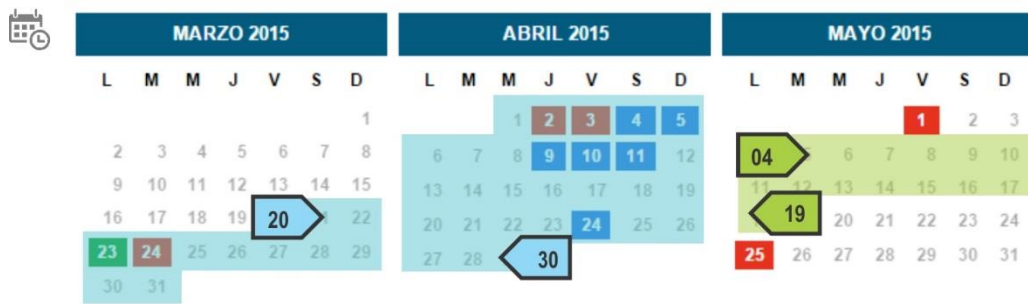 MARZO 2015
L M M J V S D
1
2 3 4 5 6 7 8
9 10 11 12 13 14 15
16 17 18 19 20 22
23 24 25 26 27 28 29
30 31
ABRIL 2015
L M M J V S D
1 2 3 4 5
6 7 8 9 10 11 12
13 14 15 16 17 18 19
20 21 22 23 24 25 26
27 28 30
MAYO 2015
L M M J V S D
1 2 3
04 6 7 8 9 10
11 12 13 14 15 16 17
19 20 21 22 23 24
25 26 27 28 29 30 31